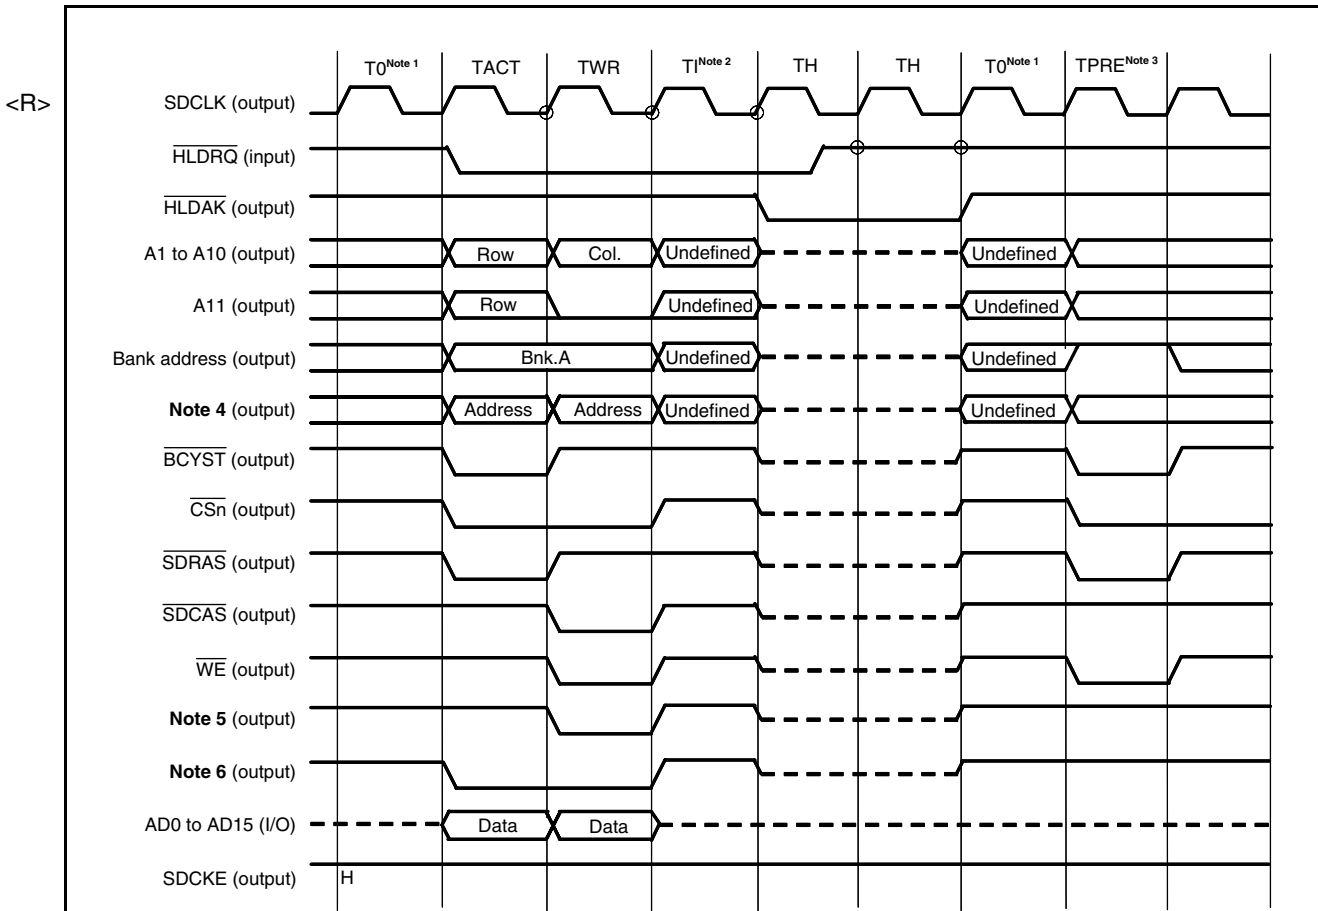 T0Note 1 TACT TWR TINote 2 TH TH T0Note 1 TPRENote 3
<R>
SDCLK (output)
HLDRQ (input)
HLDAK (output)
A1 to A10 (output) Row Col. Undefined Undefined
A11 (output) Row Undefined Undefined
Bank address (output) Bnk.A Undefined Undefined
Note 4 (output) Address Address Undefined Undefined
BCYST (output)
CSn (output)
SDRAS (output)
SDCAS (output)
WE (output)
Note 5 (output)
Note 6 (output)
AD0 to AD15 (I/O) Data Data
SDCKE (output) H